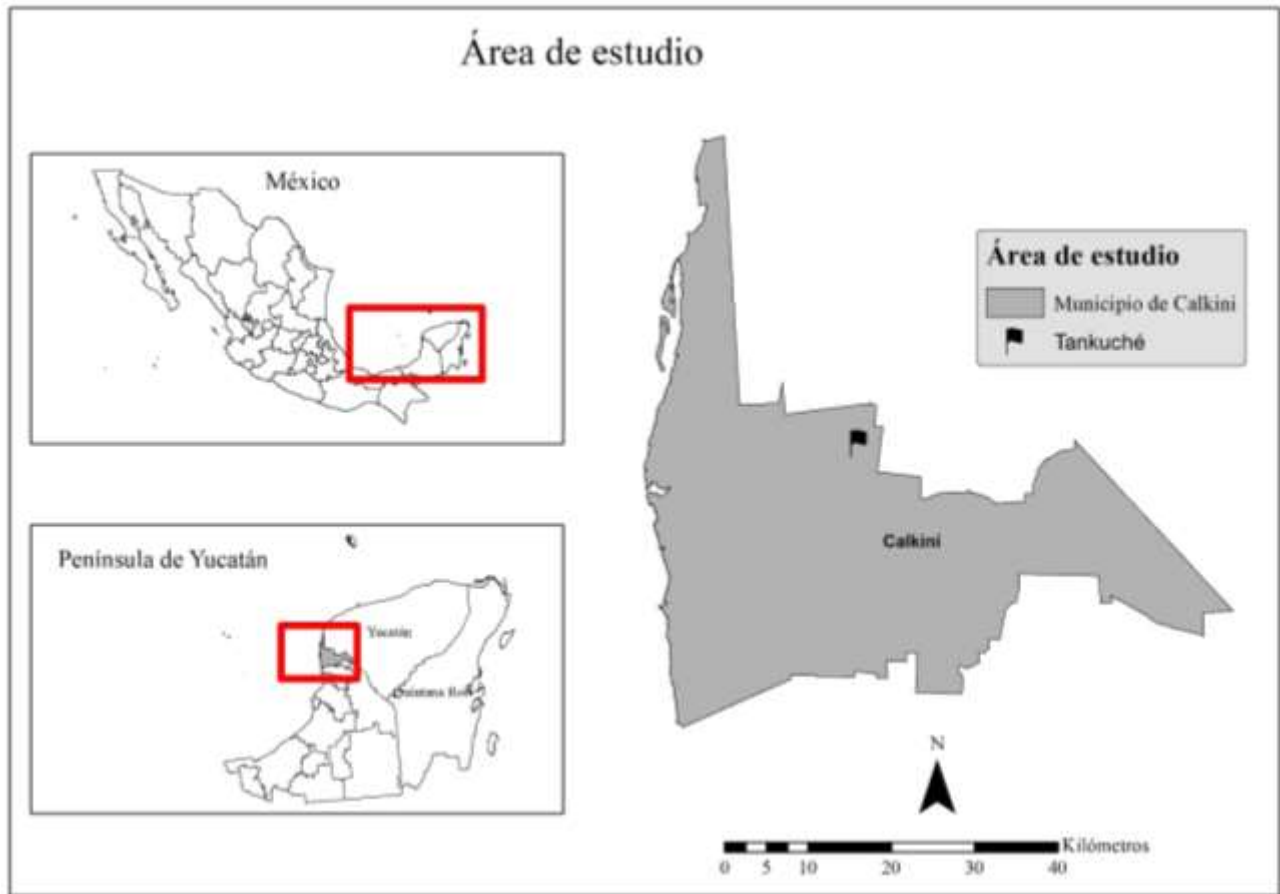 Área de estudio
México
Península de Yucatán
Yucatán
Quintana Roo
Área de estudio
Municipio de Calkini
Tankuché
Calkiní
N
Kilómetros
0 5 10 20 30 40